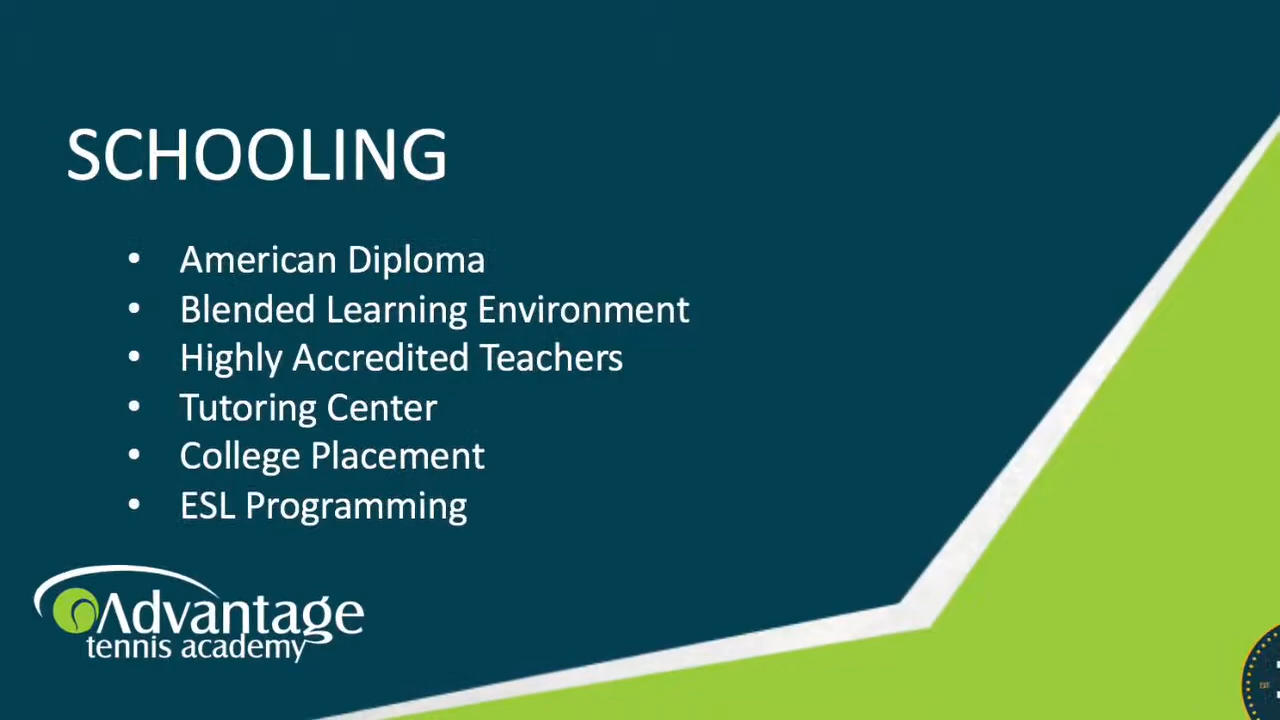 SCHOOLING
• American Diploma
• Blended Learning Environment
• Highly Accredited Teachers
• Tutoring Center
• College Placement
• ESL Programming
Advantage
tennis academy